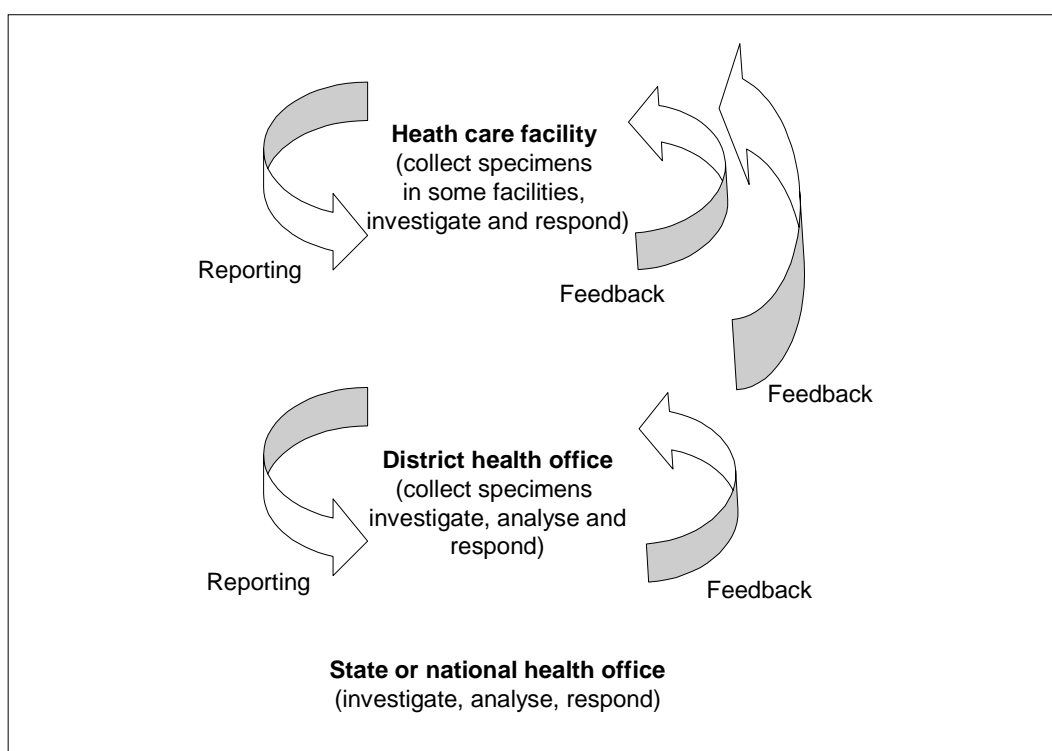 Heath care facility
(collect specimens
in some facilities,
investigate and respond)
Reporting
Feedback
Feedback
District health office
(collect specimens
investigate, analyse and
respond)
Reporting
Feedback
State or national health office
(investigate, analyse, respond)